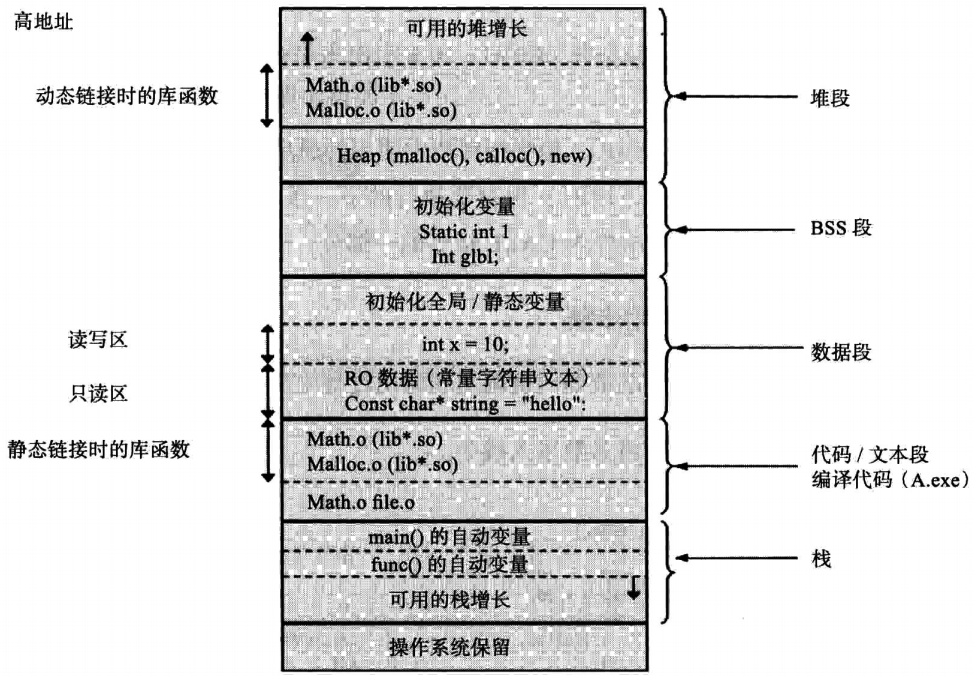 高地址
可用的堆增长
动态链接时的库函数
Math.o (lib*.so)
Malloc.o (lib*.so)
堆段
Heap (malloc(), calloc(), new)
初始化变量
Static int 1
Int glbl;
BSS 段
初始化全局 / 静态变量
读写区
int x = 10;
数据段
只读区
RO 数据（常量字符串文本）
Const char* string = "hello":
静态链接时的库函数
Math.o (lib*.so)
Malloc.o (lib*.so)
代码 / 文本段
编译代码（A.exe）
Math.o file.o
main() 的自动变量
func() 的自动变量
栈
可用的栈增长
操作系统保留